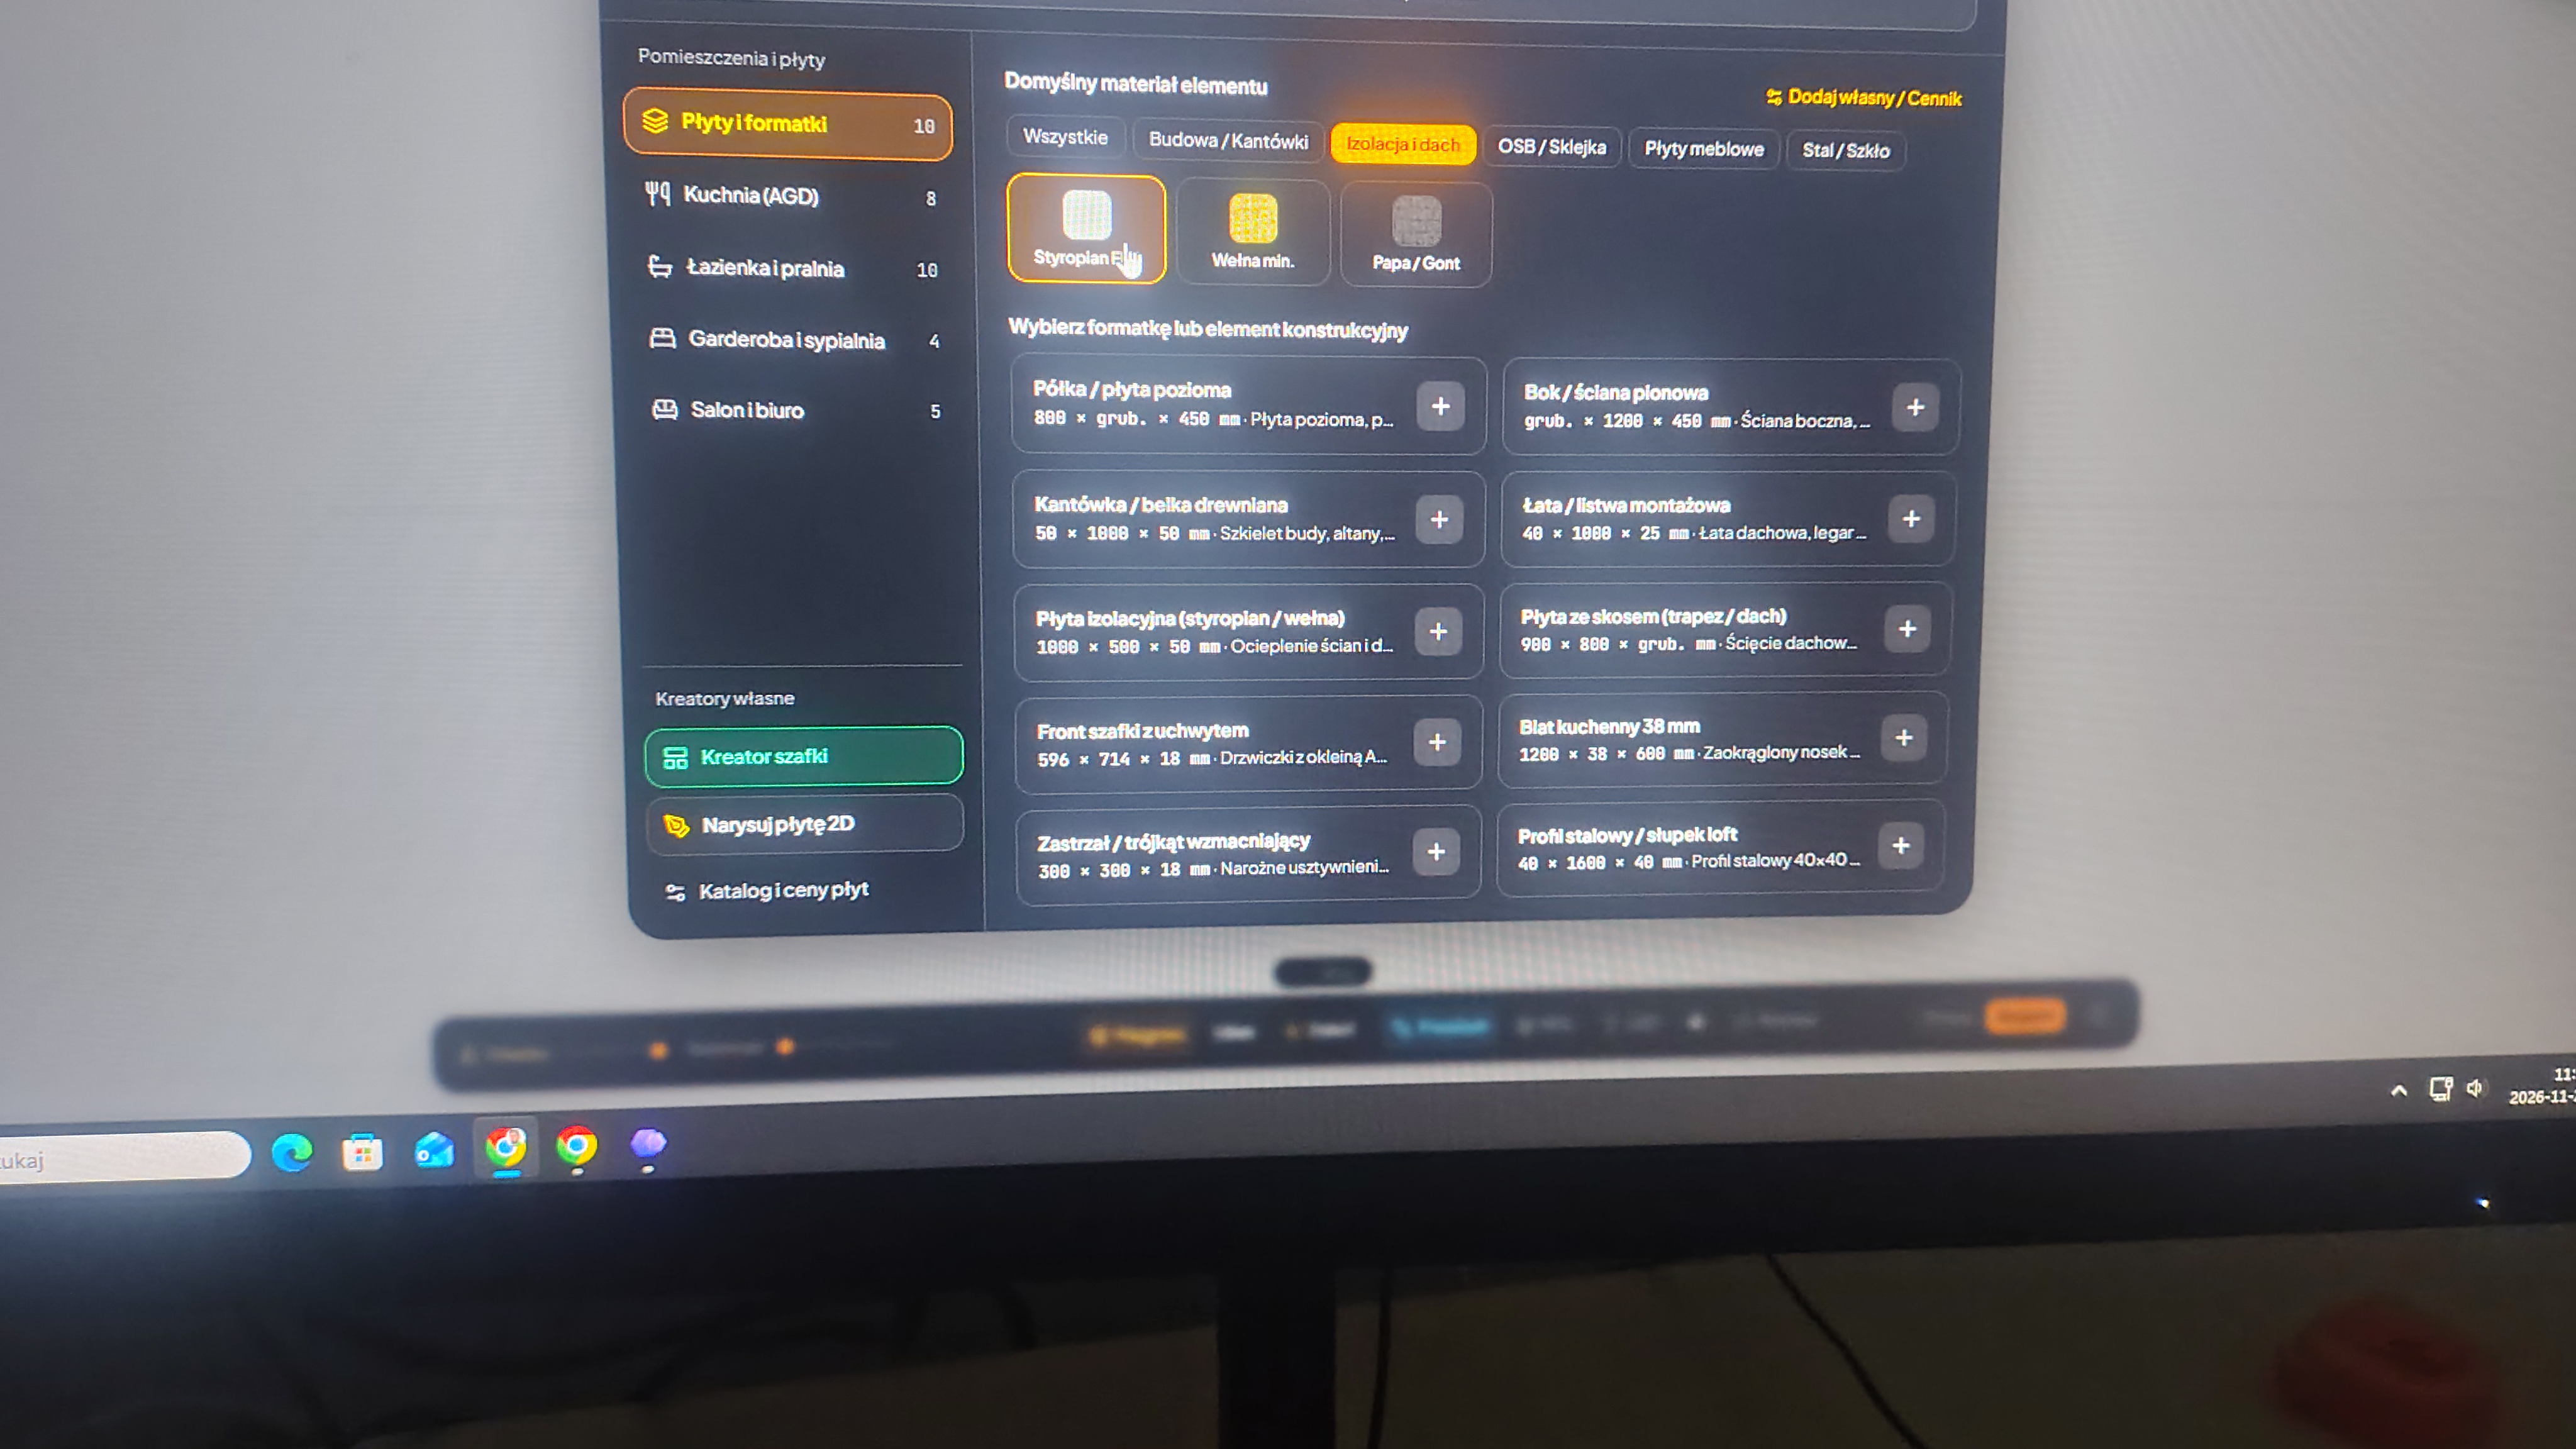 Pomieszczenia i płyty
Płyty i formatki 10
Kuchnia (AGD) 8
Łazienka i pralnia 10
Garderoba i sypialnia 4
Salon i biuro 5
Kreatory własne
Kreator szafki
Narysuj płytę 2D
Katalog i ceny płyt
Domyślny materiał elementu
Dodaj własny / Cennik
Wszystkie
Budowa / Kantówki
Izolacja i dach
OSB / Sklejka
Płyty meblowe
Stal / Szkło
Styropian
Wełna min.
Papa / Gont
Wybierz formatkę lub element konstrukcyjny
Półka / płyta pozioma
800 × grub. × 450 mm · Płyta pozioma, p...
Bok / ściana pionowa
grub. × 1200 × 450 mm · Ściana boczna, ...
Kantówka / belka drewniana
50 × 1000 × 50 mm · Szkielet budy, altany,...
Łata / listwa montażowa
40 × 1000 × 25 mm · Łata dachowa, legar ...
Płyta izolacyjna (styropian / wełna)
1000 × 500 × 50 mm · Ocieplenie ścian i d...
Płyta ze skosem (trapez / dach)
900 × 800 × grub. mm · Ścięcie dachow...
Front szafki z uchwytem
596 × 714 × 18 mm · Drzwiczki z okleiną A...
Blat kuchenny 38 mm
1200 × 38 × 600 mm · Zaokrąglony nosek ...
Zastrzał / trójkąt wzmacniający
300 × 300 × 18 mm · Narożne usztywnieni...
Profil stalowy / słupek loft
40 × 1600 × 40 mm · Profil stalowy 40x40 ...
ukaj
11:
2026-11-